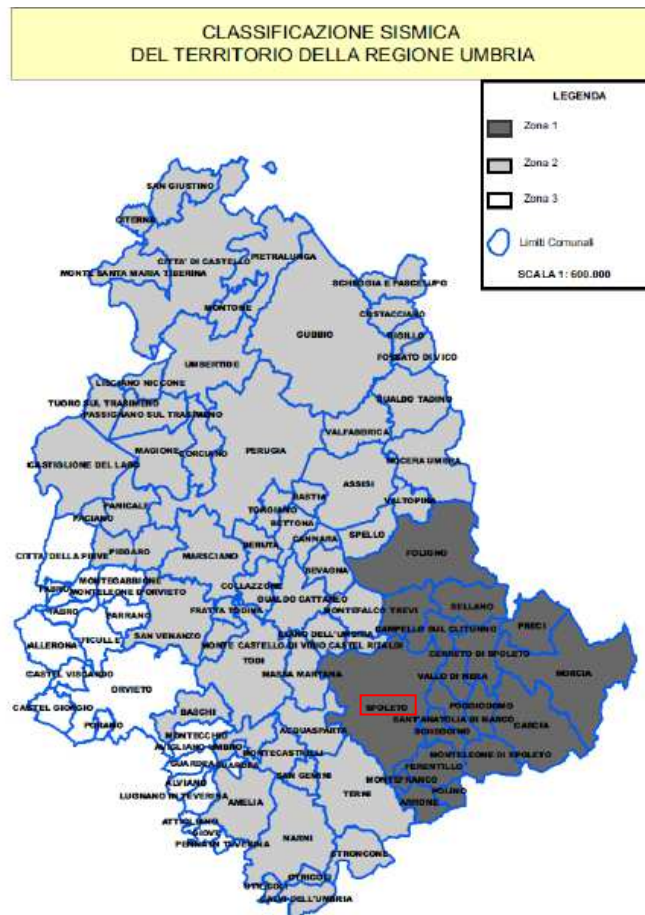 CLASSIFICAZIONE SISMICA
DEL TERRITORIO DELLA REGIONE UMBRIA
LEGENDA
Zona 1
Zona 2
Zona 3
Limiti Comunali
SCALA 1: 600.000
SAN GIUSTINO
CITERNA
CITTA' DI CASTELLO
PIETRALUNGA
MONTE SANTA MARIA TIBERINA
SCHEGGIA E PASCELUPO
MONTONE
COSTACCIARO
GUBBIO
SIGILLO
FOSSATO DI VICO
UMBERTIDE
LISCIANO NICCONE
GUALDO TADINO
TUORO SUL TRASIMENO
PASSIGNANO SUL TRASIMENO
VALFABBRICA
MAGIONE
CORCIANO
PERUGIA
CASTIGLIONE DEL LAGO
NOCERA UMBRA
ASSISI
BASTIA
VALTOPINA
PANICALE
TORGIANO
PACIANO
BETTONA
SPELLO
CANNARA
CITTA' DELLA PIEVE
PIEGARO
MARSCIANO
DERUTA
FOLIGNO
BEVAGNA
MONTEGABBIONE
COLLAZZONE
MONTELEONE D'ORVIETO
GUALDO CATTANEO
SELLANO
FABRO
PARRANO
FRATTA TODINA
MONTEFALCO
TREVI
PRECI
CAMPELLO SUL CLITUNNO
ALLERONA
FICULLE
SAN VENANZO
MONTE CASTELLO DI VIBIO
CASTEL RITALDI
CERRETO DI SPOLETO
TODI
NORCIA
CASTEL VISCARDO
MASSA MARTANA
VALLO DI NERA
ORVIETO
CASTEL GIORGIO
SPOLETO
POGGIODOMO
BASCHI
SANT'ANATOLIA DI NARCO
CASCIA
PORANO
ACQUASPARTA
SCHEGGINO
MONTECCHIO
AVIGLIANO UMBRO
MONTECASTRILLI
MONTELEONE DI SPOLETO
GUARDEA
FERENTILLO
SAN GEMINI
MONTEFRANCO
ALVIANO
TERNI
POLINO
LUGNANO IN TEVERINA
AMELIA
ARRONE
ATTIGLIANO
GIOVE
PENNA IN TEVERINA
NARNI
STRONCONE
OTRICOLI
CALVI DELL'UMBRIA